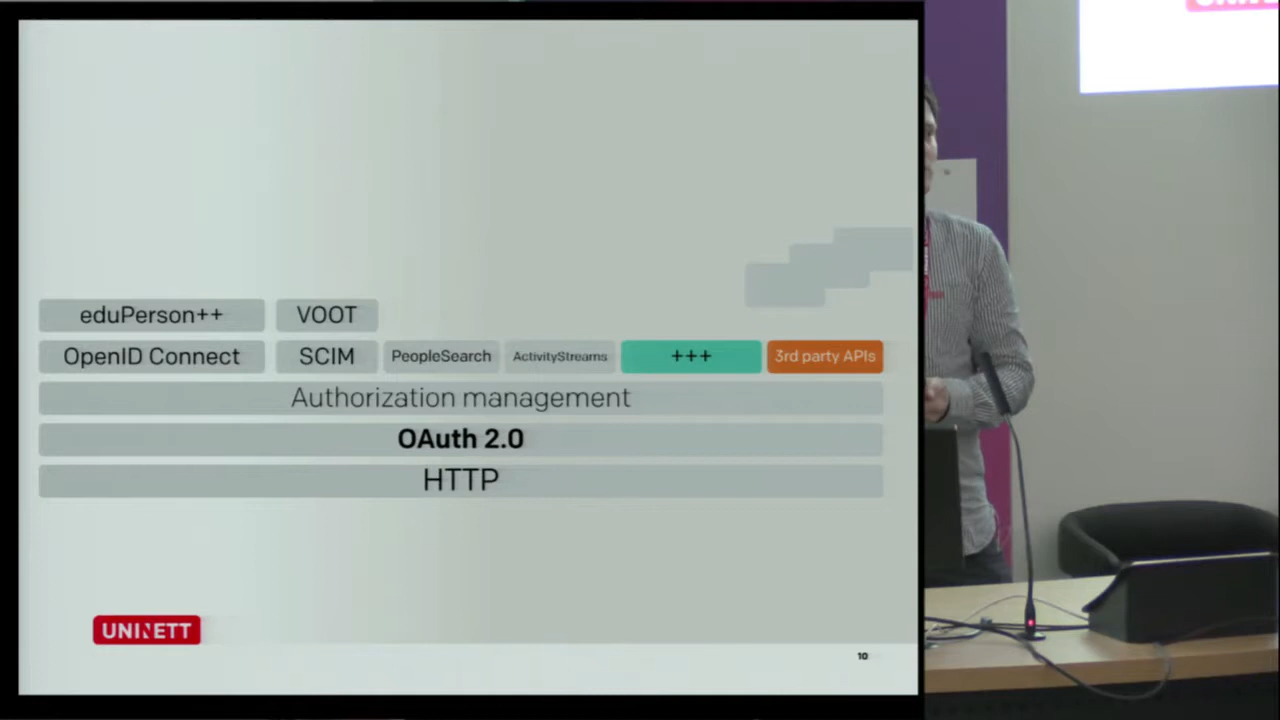 eduPerson++ VOOT
OpenID Connect SCIM PeopleSearch ActivityStreams +++ 3rd party APIs
Authorization management
OAuth 2.0
HTTP
UNINETT
10